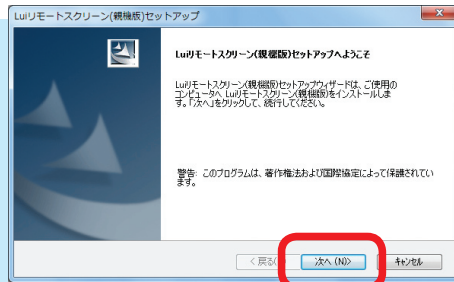 Luiリモートスクリーン(親機版)セットアップ
Luiリモートスクリーン(親機版)セットアップへようこそ
Luiリモートスクリーン(親機版)セットアップウィザードは、ご使用の
コンピュータへ Luiリモートスクリーン(親機版)をインストールしま
す。「次へ」をクリックして、続行してください。
警告: このプログラムは、著作権法および国際協定によって保護されてい
ます。
< 戻る(
次へ (N)>
キャンセル